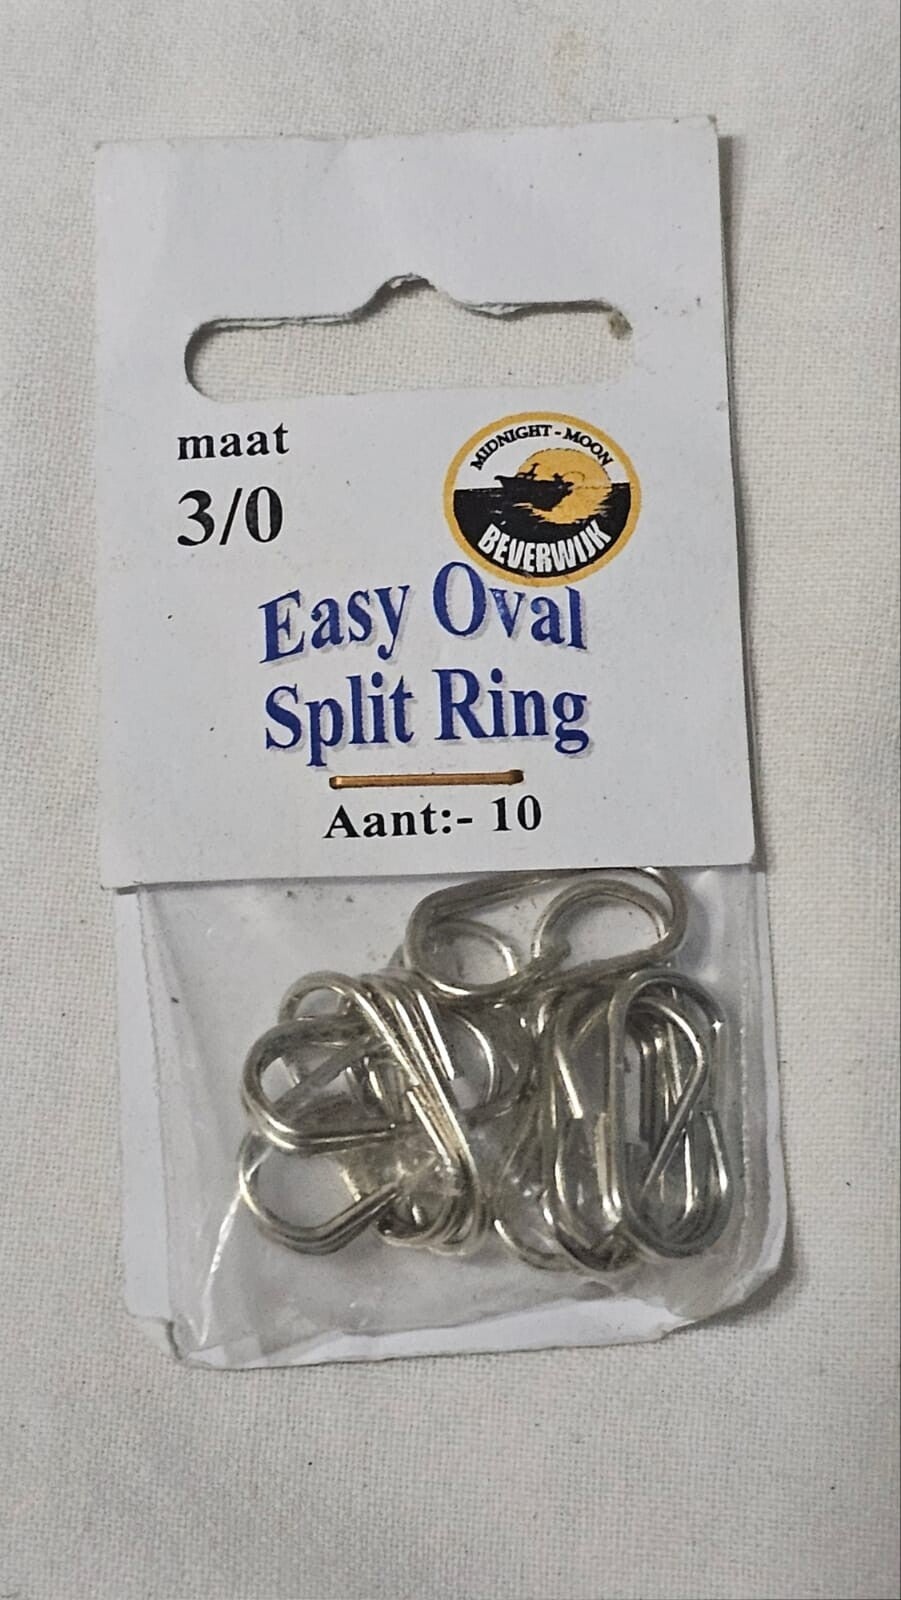 maat
3/0
MIDNIGHT-MOON
BEVERWIJK
Easy Oval
Split Ring
Aant:- 10